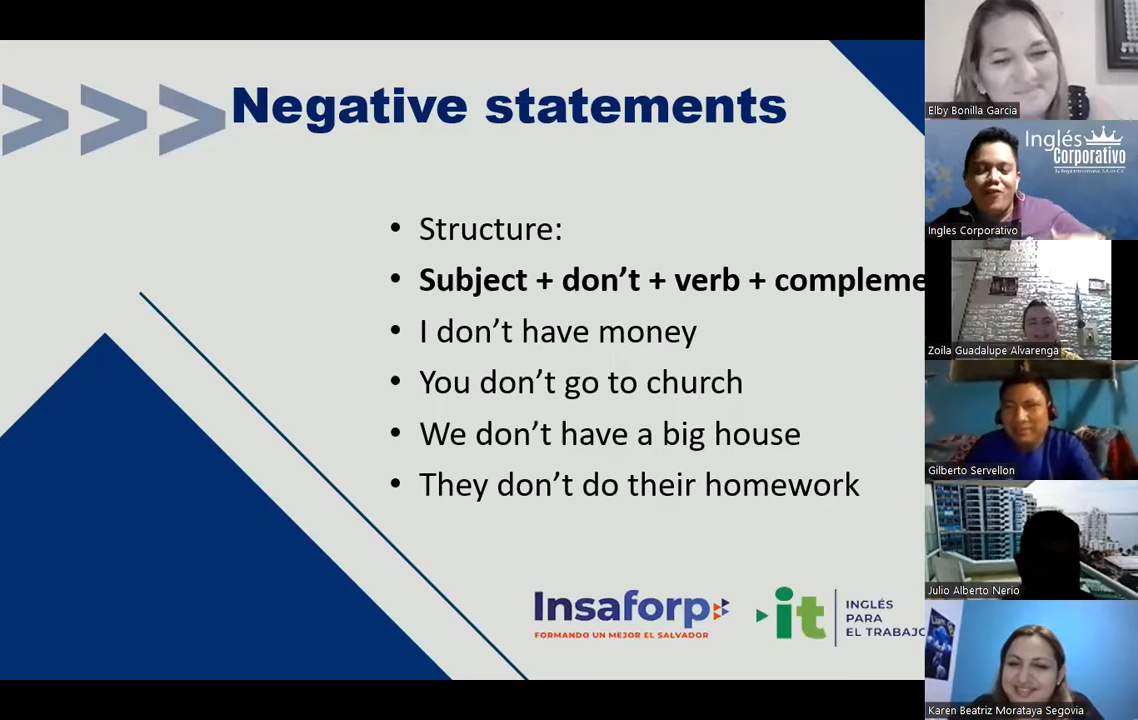 >>> Negative statements
• Structure:
• Subject + don’t + verb + compleme
• I don’t have money
• You don’t go to church
• We don’t have a big house
• They don’t do their homework
Insaforp
FORMANDO UN MEJOR EL SALVADOR
it
INGLÉS
PARA
EL TRABAJO
Elby Bonilla Garcia
Inglés
Corporativo
Ingles Corporativo
Zoila Guadalupe Alvarenga
Gilberto Servellon
Julio Alberto Nerio
Karen Beatriz Morataya Segovia